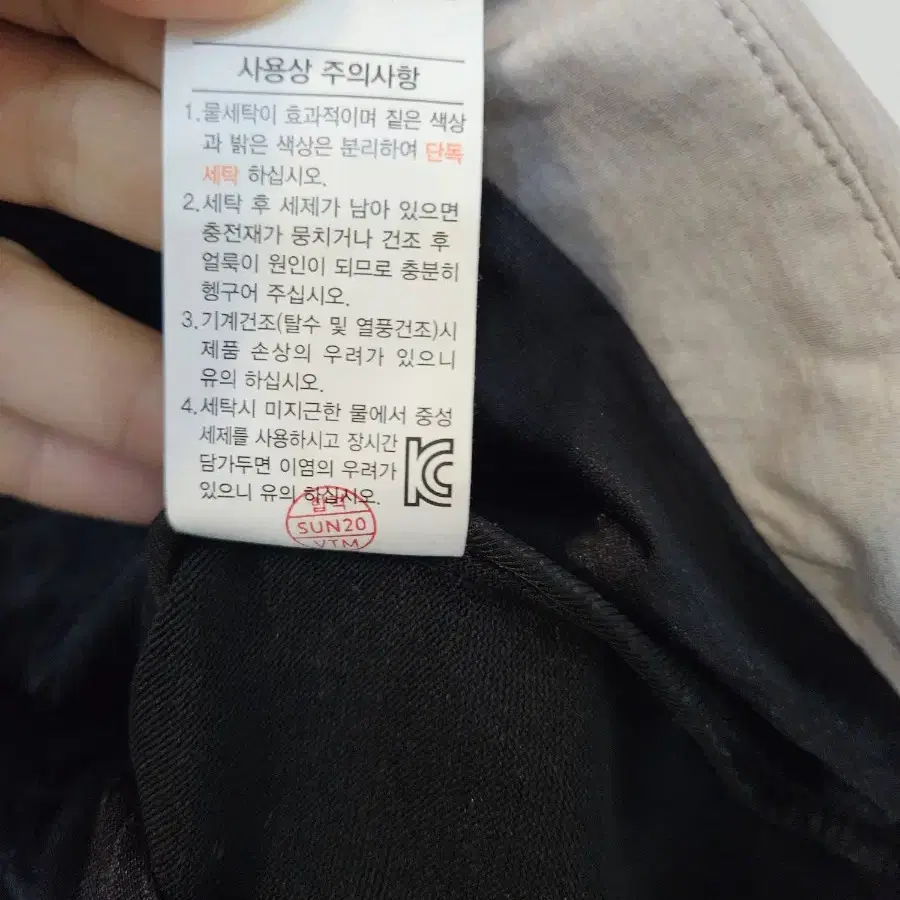 사용상 주의사항
1.물세탁이 효과적이며 짙은 색상
과 밝은 색상은 분리하여 단독
세탁 하십시오.
2.세탁 후 세제가 남아 있으면
충전재가 뭉치거나 건조 후
얼룩이 원인이 되므로 충분히
헹구어 주십시오.
3.기계건조(탈수 및 열풍건조)시
제품 손상의 우려가 있으니
유의 하십시오.
4.세탁시 미지근한 물에서 중성
세제를 사용하시고 장시간
담가두면 이염의 우려가
있으니 유의 하십시오.
KC
SUN20
VTM